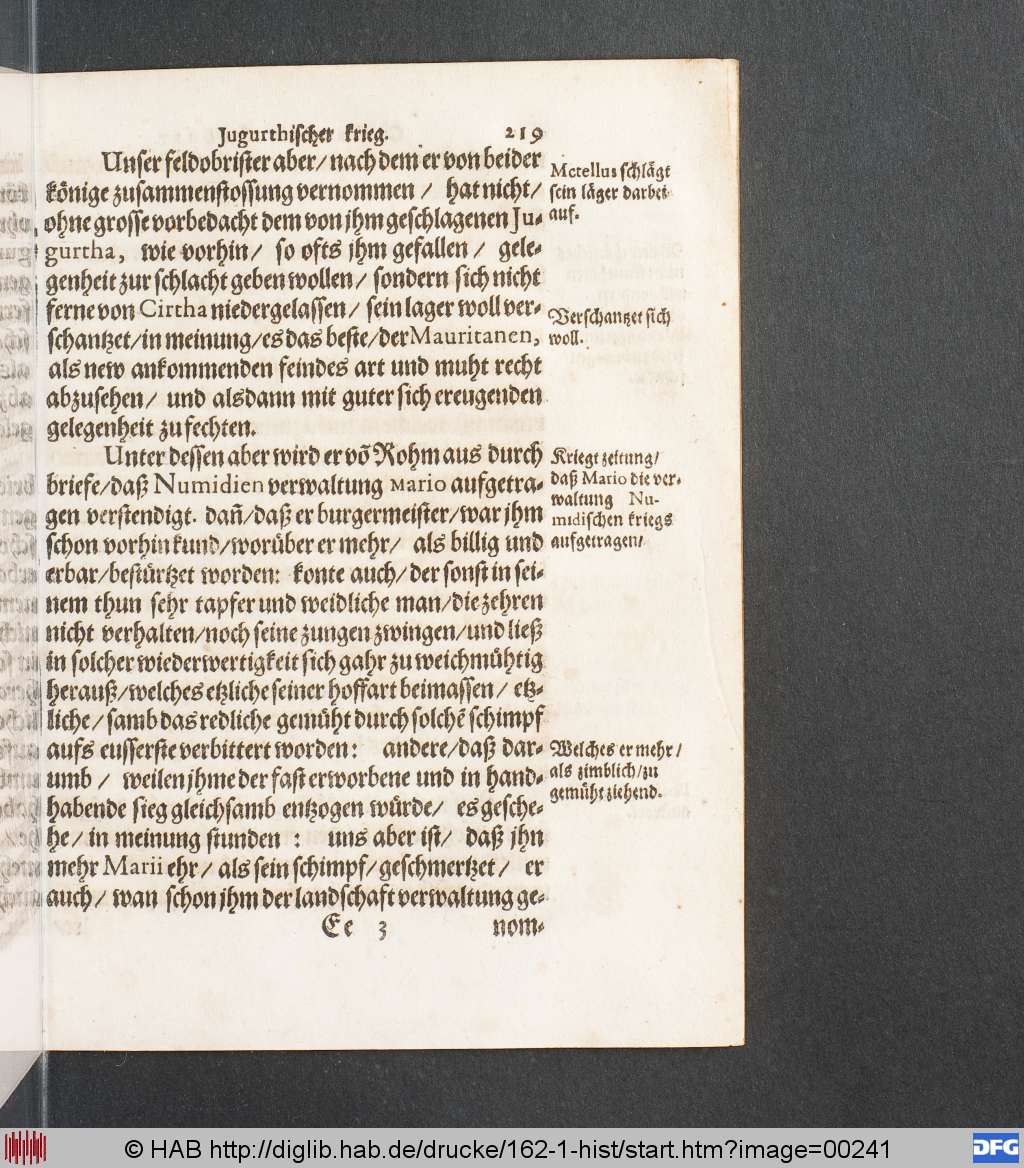 Jugurthischer krieg. 219
Unser feldobrister aber/ nach dem er von beider
könige zusammenstossung vernommen / hat nicht/
ohne grosse vorbedacht dem von jhm geschlagenen Ju-
gurtha, wie vorhin/ so offts jhm gefallen / gele-
genheit zur schlacht geben wollen/ sondern sich nicht
ferne von Cirtha niedergelassen/ sein lager woll ver-
schantzet/in meinung/es das beste/der Mauritanen,
als new ankommenden feindes art und muht recht
abzusehen/ und alsdann mit guter sich ereugenden
gelegenheit zu fechten.
Unter dessen aber wird er võ Rohm aus durch
briefe/daß Numidien verwaltung Mario aufgetra-
gen verstendigt. dañ/daß er burgermeister/war jhm
schon vorhin kund/worüber er mehr/ als billig und
erbar/bestürtzet worden: konte auch/der sonst in sei-
nem thun sehr tapfer und weidliche man/die zehren
nicht verhalten/noch seine zungen zwingen/und ließ
in solcher wiederwertigkeit sich gahr zu weichmühtig
herauß/welches etzliche seiner hoffart beimassen/ etz-
liche/ samb das redliche gemüht durch solchẽ schimpf
aufs eusserste verbittert worden: andere/daß dar-
umb / weilen jhme der fast erworbene und in hand-
habende sieg gleichsamb entzogen würde/ es gesche-
he/ in meinung stunden : uns aber ist/ daß jhn
mehr Marii ehr/ als sein schimpf/geschmertzet/ er
auch/ wan schon jhm der landschaft verwaltung ge-
Ee 3 nom-
Metellus schlägt
sein läger darbei
auf.
Verschantzet sich
woll.
Kriegt zeitung/
daß Mario die ver-
waltung Nu-
midischen kriegs
aufgetragen/
Welches er mehr/
als zimblich/zu
gemüht ziehend.
© HAB http://diglib.hab.de/drucke/162-1-hist/start.htm?image=00241
DFG